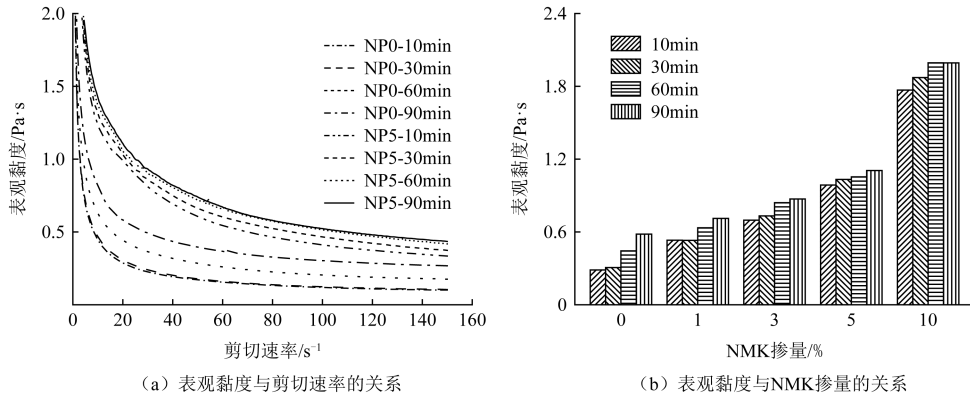 2.0
1.5
1.0
0.5
表观黏度/Pa·s
NP0-10min
NP0-30min
NP0-60min
NP0-90min
NP5-10min
NP5-30min
NP5-60min
NP5-90min
0 20 40 60 80 100 120 140 160
剪切速率/s⁻¹
（a）表观黏度与剪切速率的关系
2.4
1.8
1.2
0.6
0
表观黏度/Pa·s
10min
30min
60min
90min
0 1 3 5 10
NMK掺量/%
（b）表观黏度与NMK掺量的关系